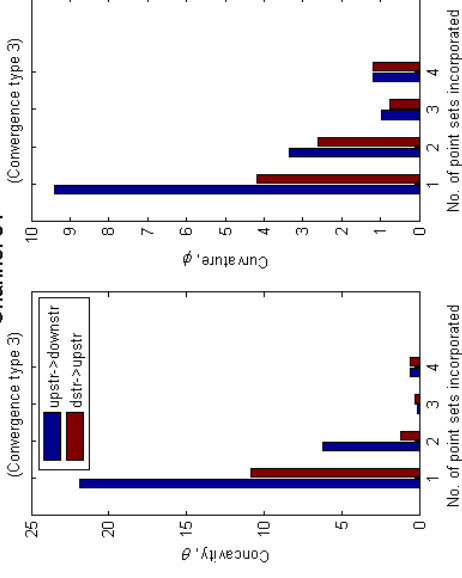 Channel
(Convergence type 3)
upstr->downstr
dstr->upstr
25
20
15
10
5
0
Concavity, θ
1 2 3 4
No. of point sets incorporated
(Convergence type 3)
10
9
8
7
6
5
4
3
2
1
0
Curvature, φ
1 2 3 4
No. of point sets incorporated